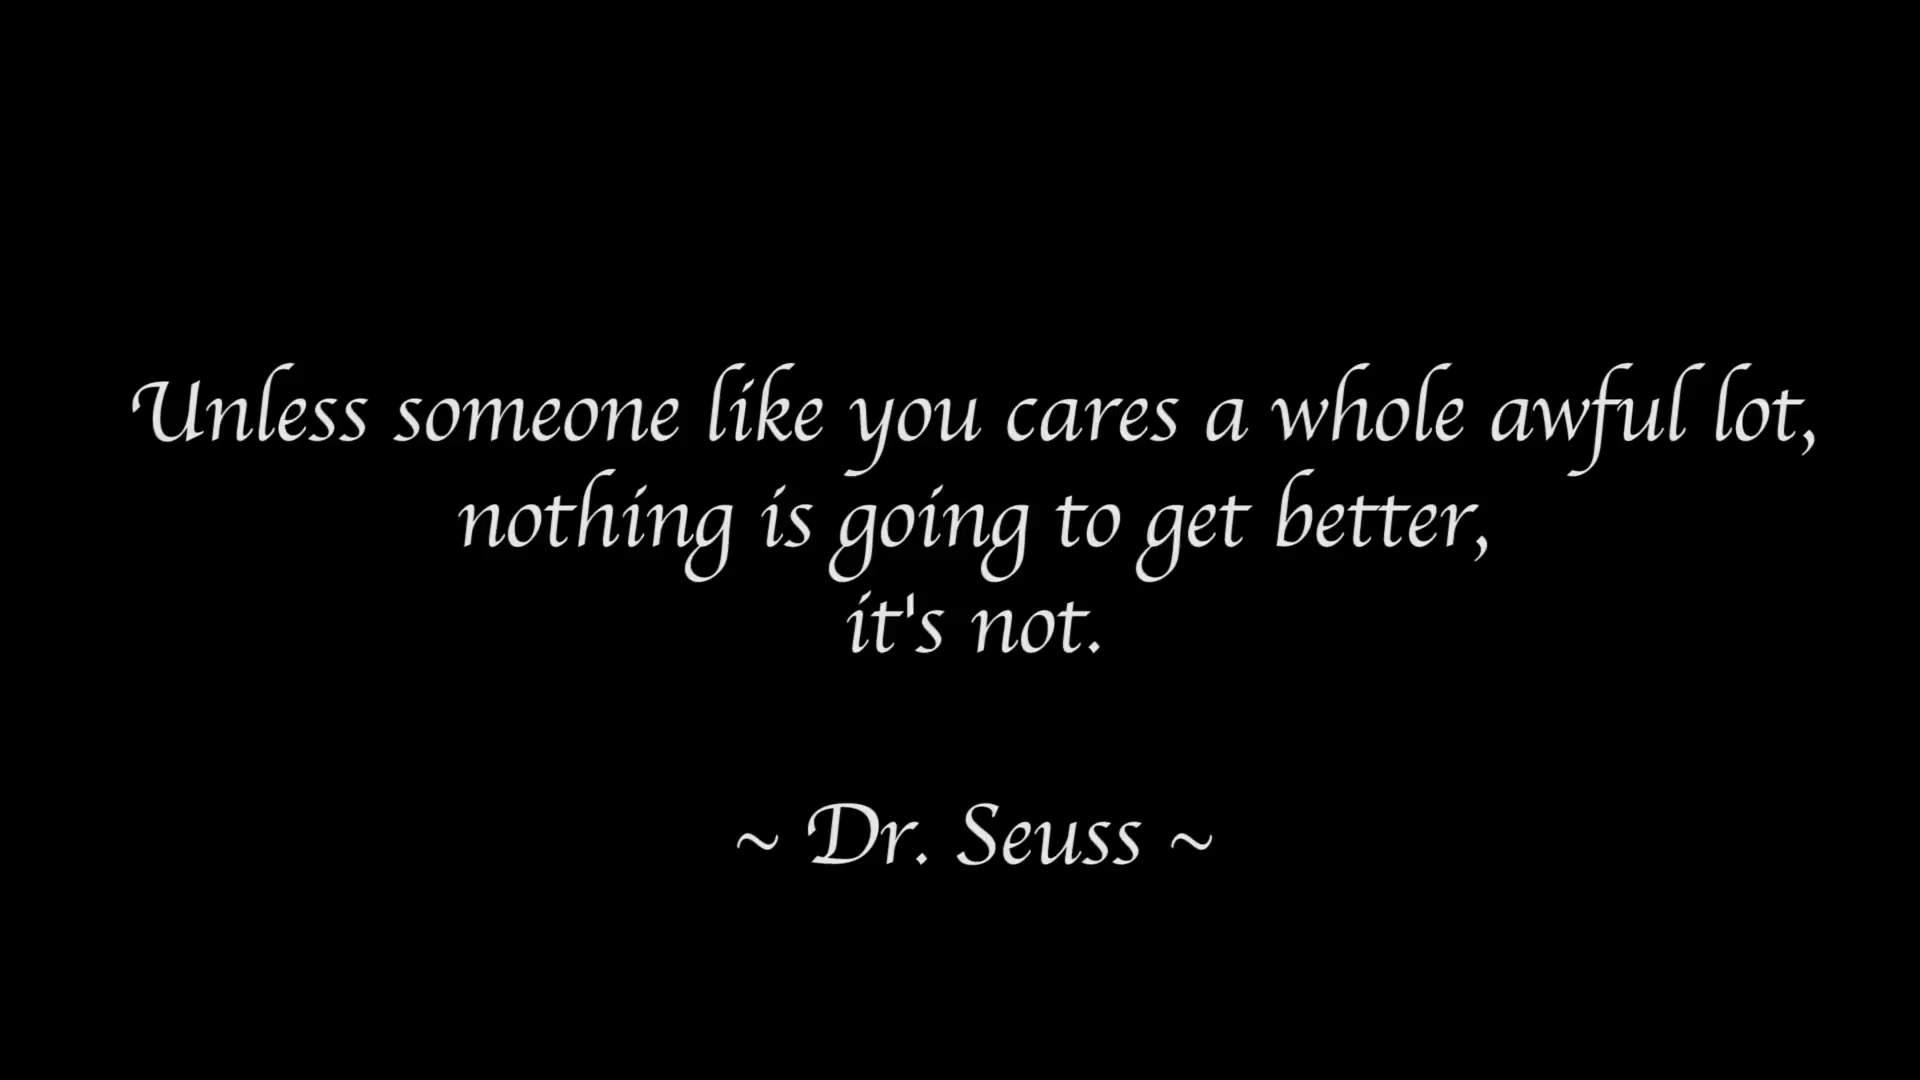 Unless someone like you cares a whole awful lot,
nothing is going to get better,
it's not.
~ Dr. Seuss ~